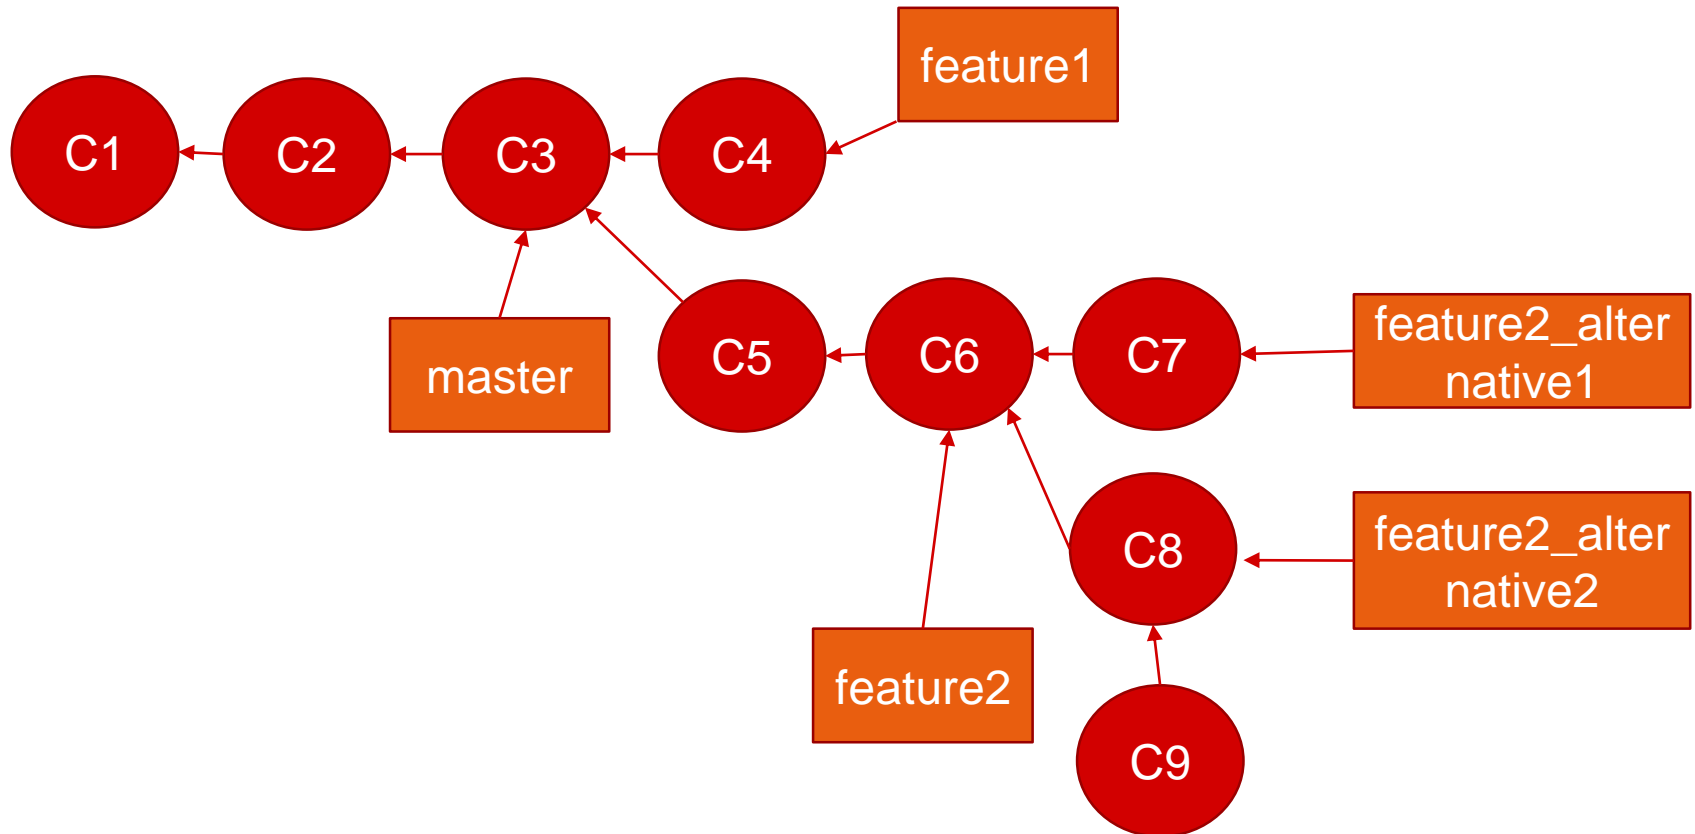 feature1
C1
C2
C3
C4
master
C5
C6
C7
feature2_alter
native1
C8
feature2_alter
native2
feature2
C9